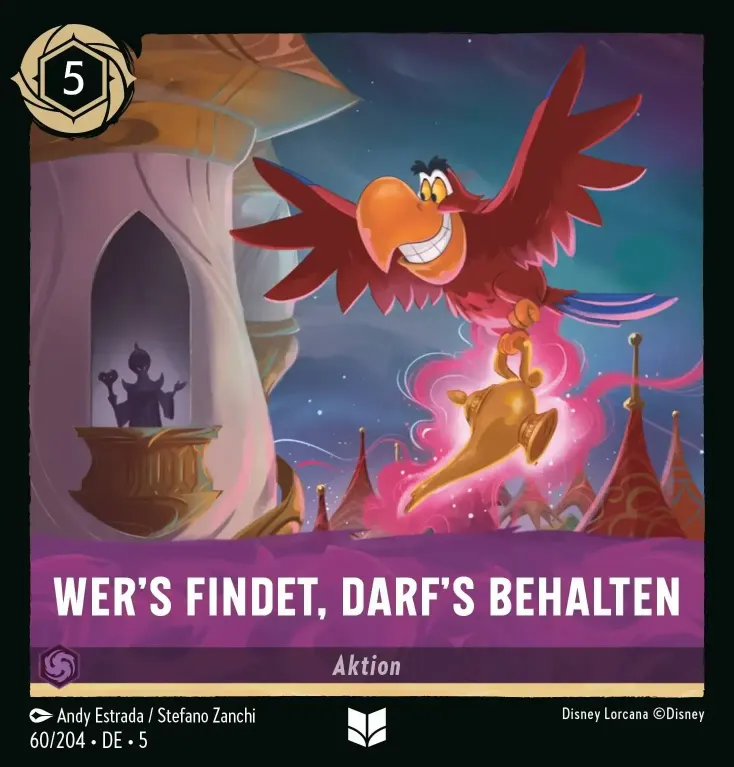 5
WER'S FINDET, DARF'S BEHALTEN
Aktion
Andy Estrada / Stefano Zanchi
Disney Lorcana ©Disney
60/204 • DE • 5